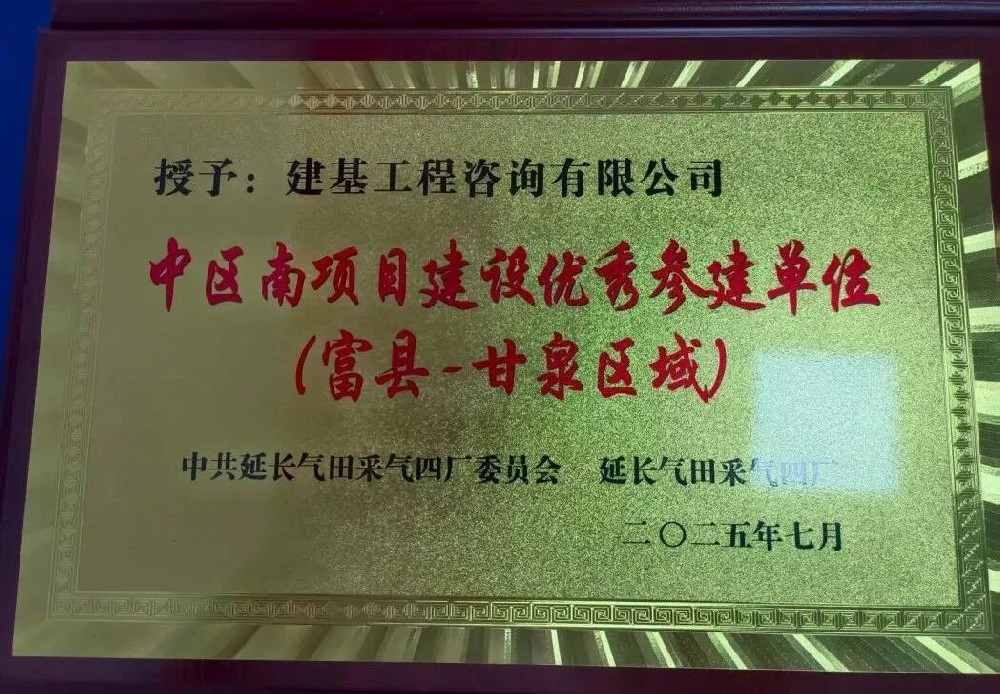 授予：建基工程咨询有限公司
中区南项目建设优秀参建单位
（富县-甘泉区域）
中共延长气田采气四厂委员会 延长气田采气四厂
二〇二五年七月